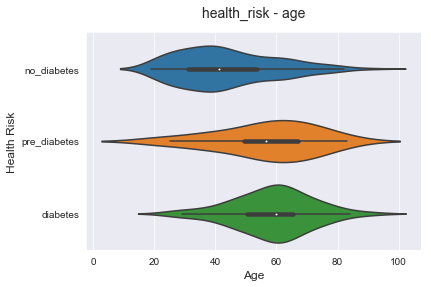 health_risk - age
Health Risk
no_diabetes
pre_diabetes
diabetes
0 20 40 60 80 100
Age